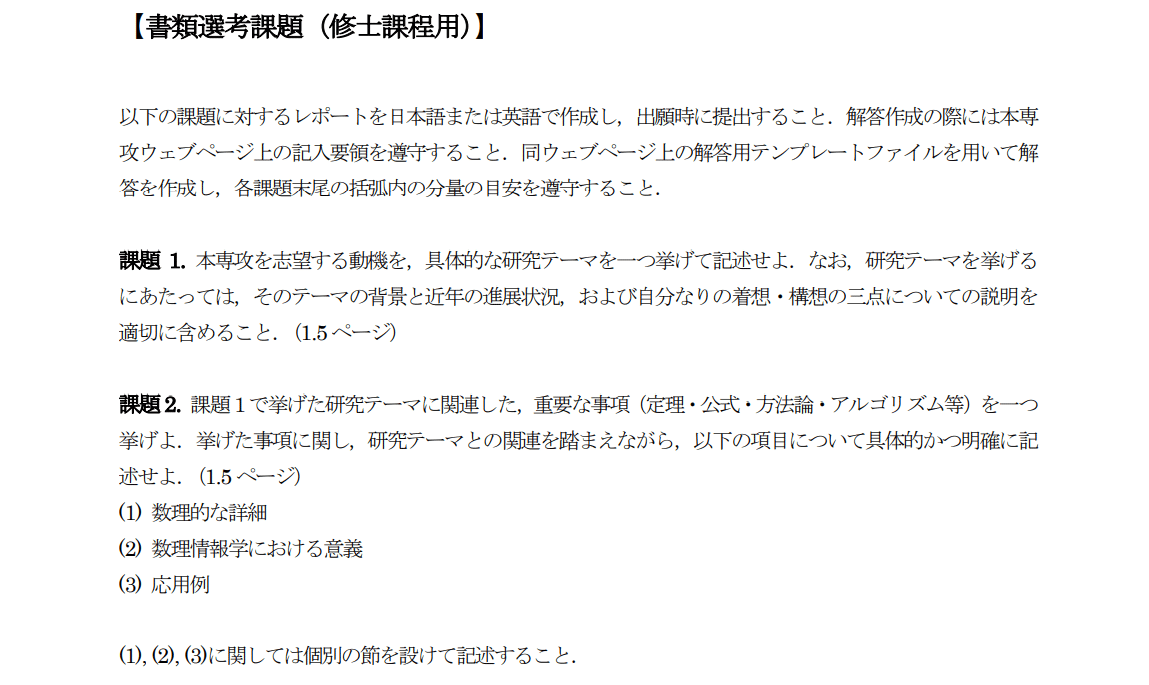 【書類選考課題（修士課程用）】
以下の課題に対するレポートを日本語または英語で作成し，出願時に提出すること．解答作成の際には本専
攻ウェブページ上の記入要領を遵守すること．同ウェブページ上の解答用テンプレートファイルを用いて解
答を作成し，各課題末尾の括弧内の分量の目安を遵守すること．
課題 1. 本専攻を志望する動機を，具体的な研究テーマを一つ挙げて記述せよ．なお，研究テーマを挙げる
にあたっては，そのテーマの背景と近年の進展状況，および自分なりの着想・構想の三点についての説明を
適切に含めること．（1.5 ページ）
課題 2. 課題 1 で挙げた研究テーマに関連した，重要な事項（定理・公式・方法論・アルゴリズム等）を一つ
挙げよ．挙げた事項に関し，研究テーマとの関連を踏まえながら，以下の項目について具体的かつ明確に記
述せよ．（1.5 ページ）
(1) 数理的な詳細
(2) 数理情報学における意義
(3) 応用例
(1), (2), (3)に関しては個別の節を設けて記述すること．